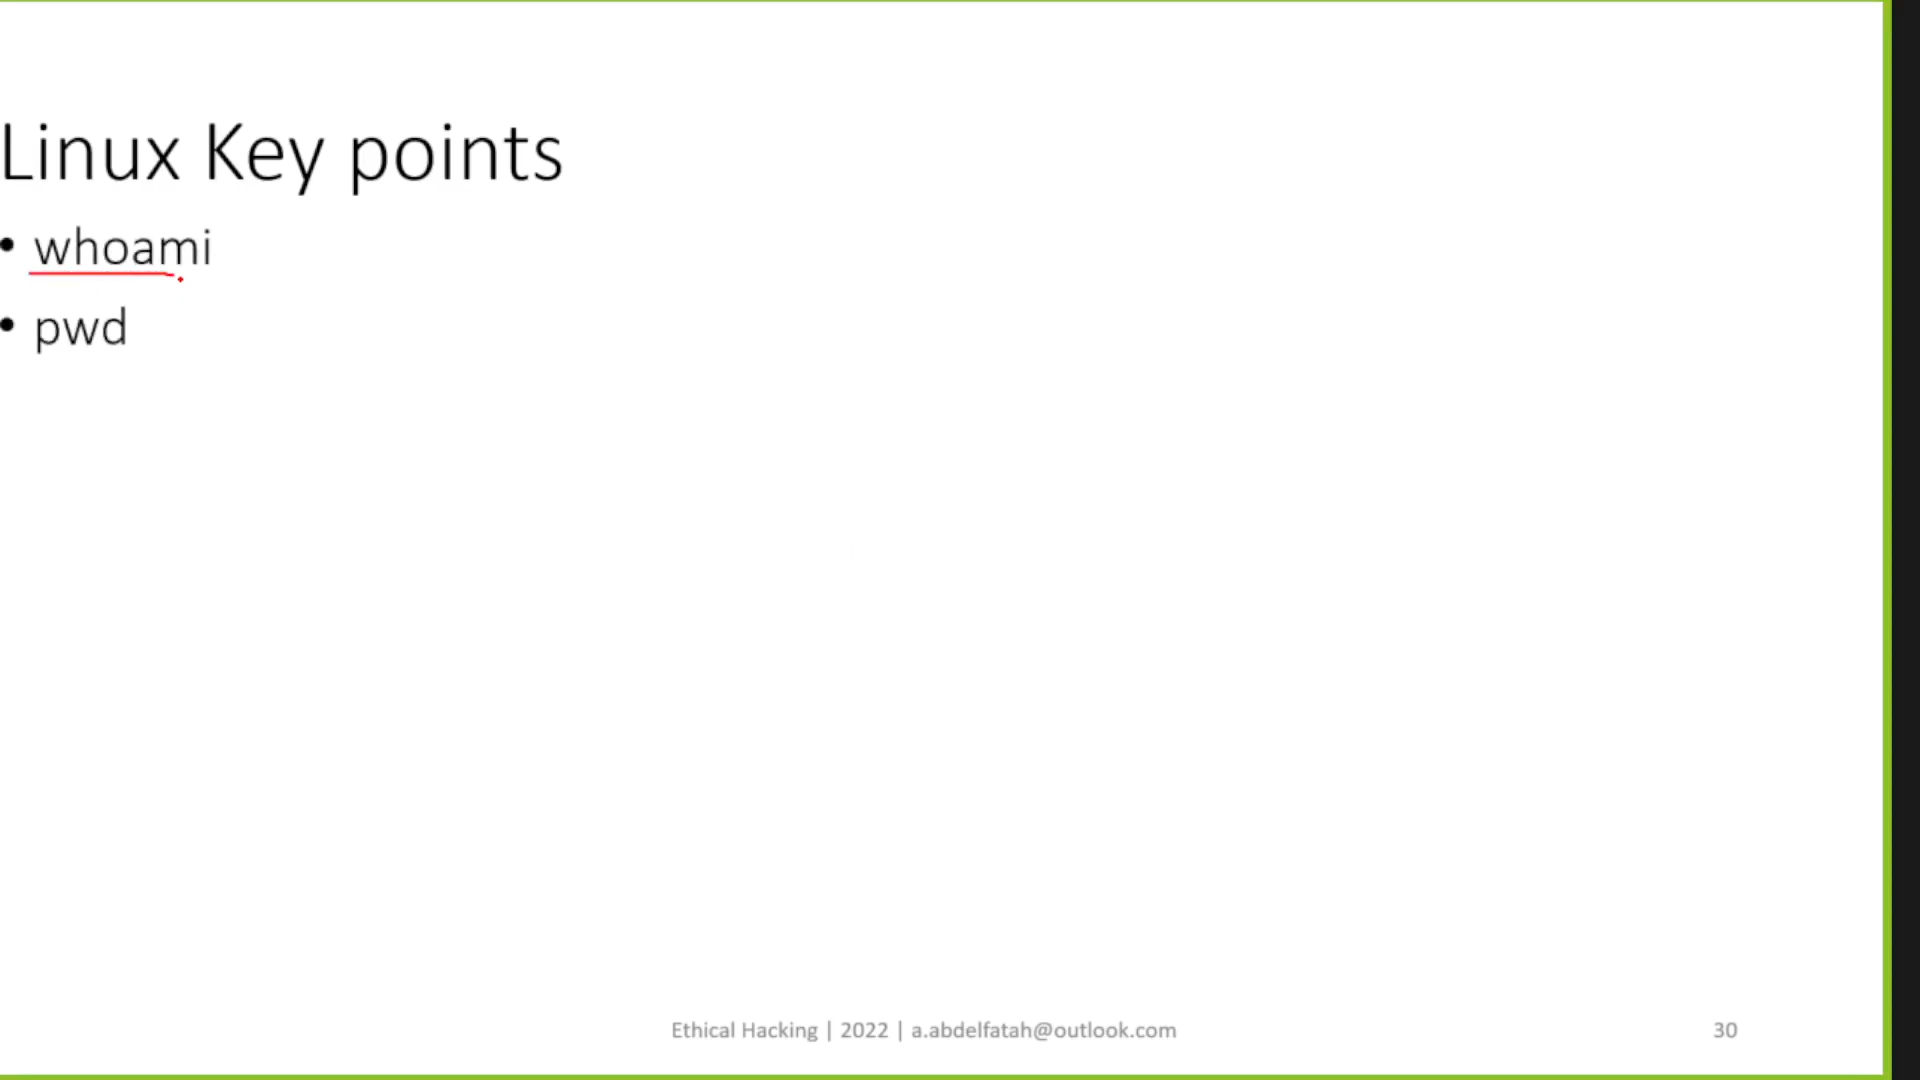 Linux Key points
• whoami
• pwd
Ethical Hacking | 2022 | a.abdelfatah@outlook.com
30